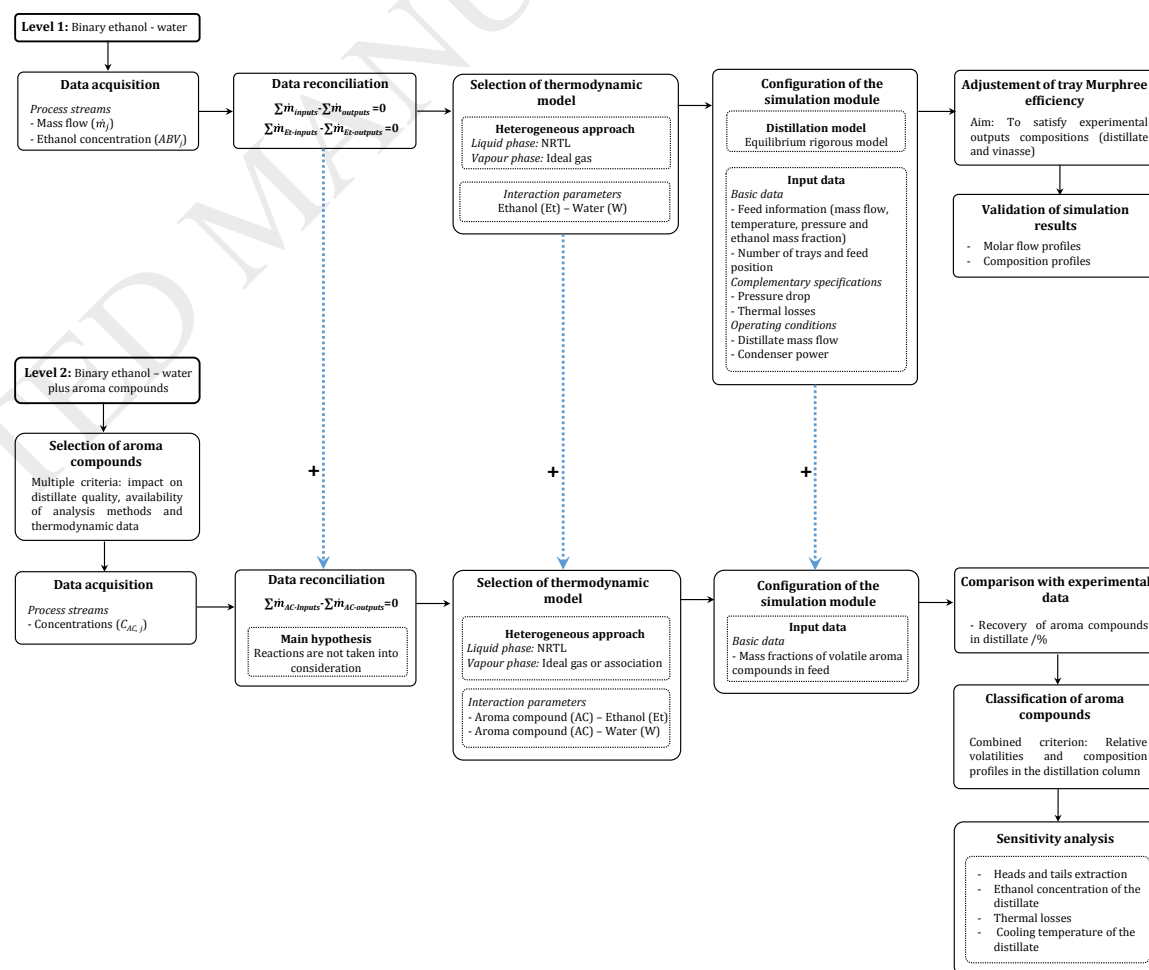 Level 1: Binary ethanol - water
Data acquisition
Process streams
- Mass flow (ṁj)
- Ethanol concentration (ABVj)
Data reconciliation
∑ṁinputs-∑ṁoutputs=0
∑ṁEt-inputs-∑ṁEt-outputs=0
Selection of thermodynamic
model
Heterogeneous approach
Liquid phase: NRTL
Vapour phase: Ideal gas
Interaction parameters
Ethanol (Et) – Water (W)
Configuration of the
simulation module
Distillation model
Equilibrium rigorous model
Input data
Basic data
- Feed information (mass flow,
temperature, pressure and
ethanol mass fraction)
- Number of trays and feed
position
Complementary specifications
- Pressure drop
- Thermal losses
Operating conditions
- Distillate mass flow
- Condenser power
Adjustement of tray Murphree
efficiency
Aim: To satisfy experimental
outputs compositions (distillate
and vinasse)
Validation of simulation
results
- Molar flow profiles
- Composition profiles
Level 2: Binary ethanol – water
plus aroma compounds
Selection of aroma
compounds
Multiple criteria: impact on
distillate quality, availability
of analysis methods and
thermodynamic data
+
+
+
Data acquisition
Process streams
- Concentrations (CAC, j)
Data reconciliation
∑ṁAC-Inputs-∑ṁAC-outputs=0
Main hypothesis
Reactions are not taken into
consideration
Selection of thermodynamic
model
Heterogeneous approach
Liquid phase: NRTL
Vapour phase: Ideal gas or association
Interaction parameters
- Aroma compound (AC) – Ethanol (Et)
- Aroma compound (AC) – Water (W)
Configuration of the
simulation module
Input data
Basic data
- Mass fractions of volatile aroma
compounds in feed
Comparison with experimental
data
- Recovery of aroma compounds
in distillate /%
Classification of aroma
compounds
Combined criterion: Relative
volatilities and composition
profiles in the distillation column
Sensitivity analysis
- Heads and tails extraction
- Ethanol concentration of the
distillate
- Thermal losses
- Cooling temperature of the
distillate
TED MANU